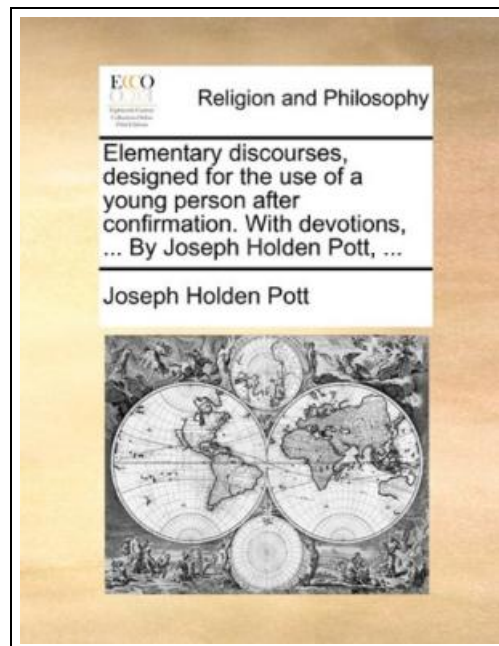 ECCO
Religion and Philosophy
Elementary discourses,
designed for the use of a
young person after
confirmation. With devotions,
... By Joseph Holden Pott, ...
Joseph Holden Pott